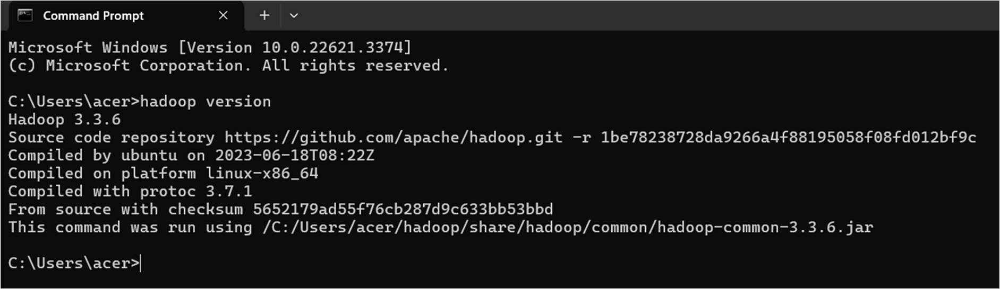 Command Prompt
Microsoft Windows [Version 10.0.22621.3374]
(c) Microsoft Corporation. All rights reserved.
C:\Users\acer>hadoop version
Hadoop 3.3.6
Source code repository https://github.com/apache/hadoop.git -r 1be78238728da9266a4f88195058f08fd012bf9c
Compiled by ubuntu on 2023-06-18T08:22Z
Compiled on platform linux-x86_64
Compiled with protoc 3.7.1
From source with checksum 5652179ad55f76cb287d9c633bb53bbd
This command was run using /C:/Users/acer/hadoop/share/hadoop/common/hadoop-common-3.3.6.jar
C:\Users\acer>